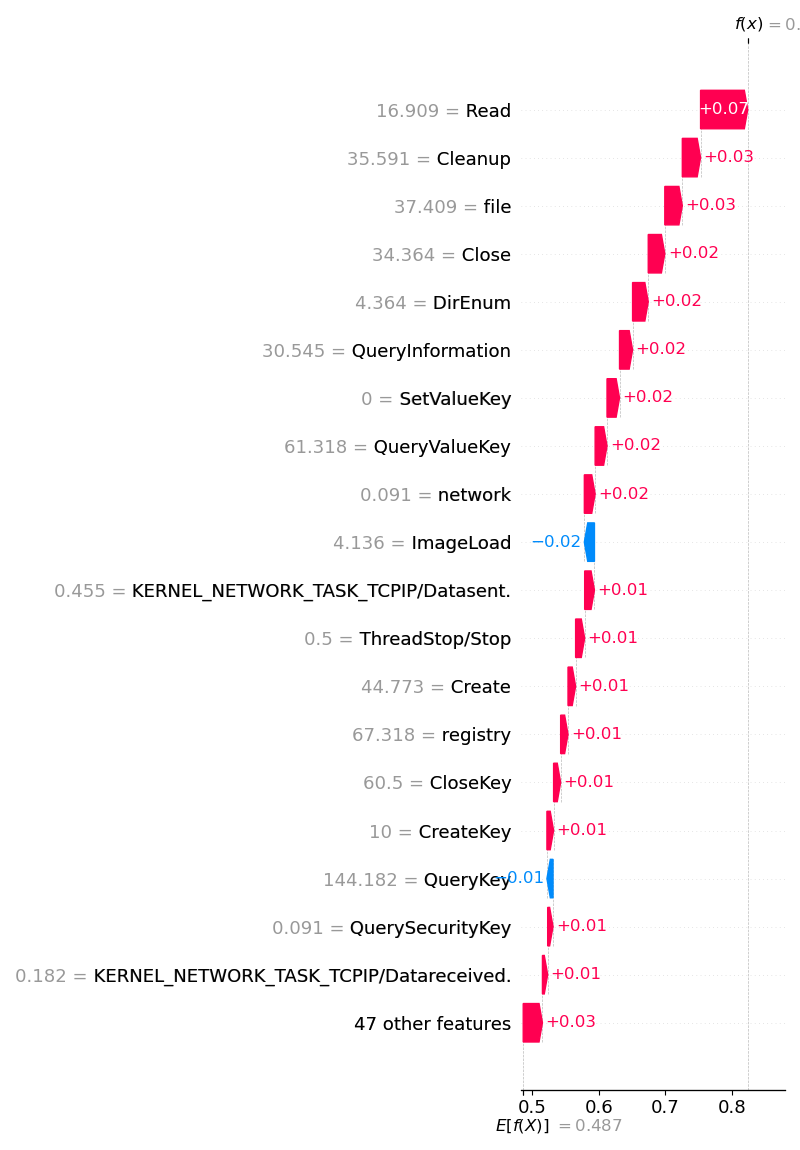 f(x) = 0.
16.909 = Read
+0.07
35.591 = Cleanup
+0.03
37.409 = file
+0.03
34.364 = Close
+0.02
4.364 = DirEnum
+0.02
30.545 = QueryInformation
+0.02
0 = SetValueKey
+0.02
61.318 = QueryValueKey
+0.02
0.091 = network
+0.02
4.136 = ImageLoad
−0.02
0.455 = KERNEL_NETWORK_TASK_TCPIP/Datasent.
+0.01
0.5 = ThreadStop/Stop
+0.01
44.773 = Create
+0.01
67.318 = registry
+0.01
60.5 = CloseKey
+0.01
10 = CreateKey
+0.01
144.182 = QueryKey
−0.01
0.091 = QuerySecurityKey
+0.01
0.182 = KERNEL_NETWORK_TASK_TCPIP/Datareceived.
+0.01
47 other features
+0.03
0.5 0.6 0.7 0.8
E[f(X)] = 0.487